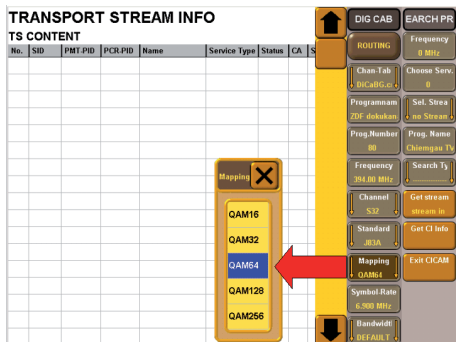 TRANSPORT STREAM INFO
TS CONTENT
No. SID PMT-PID PCR-PID Name Service Type Status CA S
Mapping
QAM16
QAM32
QAM64
QAM128
QAM256
DIG CAB
ROUTING
Chan-Tab
DiCaBG.c
Programnam
ZDF dokukan
Prog.Number
80
Frequency
394.00 MHz
Channel
S32
Standard
J83A
Mapping
QAM64
Symbol-Rate
6.900 MHz
Bandwidt
DEFAULT
EARCH PR
Frequency
0 MHz
Choose Serv.
0
Sel. Strea
no Stream
Prog. Name
Chiemgau TV
Search Ty
Get stream
stream in
Get CI Info
Exit CICAM